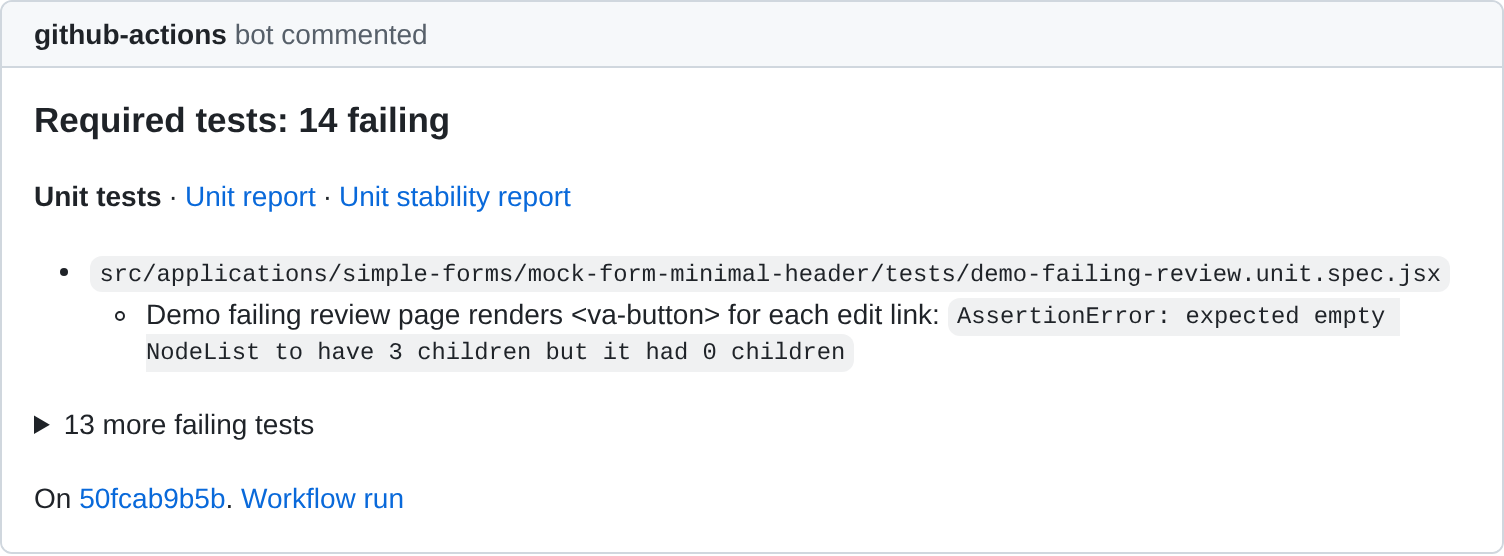 github-actions bot commented
Required tests: 14 failing
Unit tests · Unit report · Unit stability report
src/applications/simple-forms/mock-form-minimal-header/tests/demo-failing-review.unit.spec.jsx
Demo failing review page renders <va-button> for each edit link: AssertionError: expected empty
NodeList to have 3 children but it had 0 children
13 more failing tests
On 50fcab9b5b. Workflow run